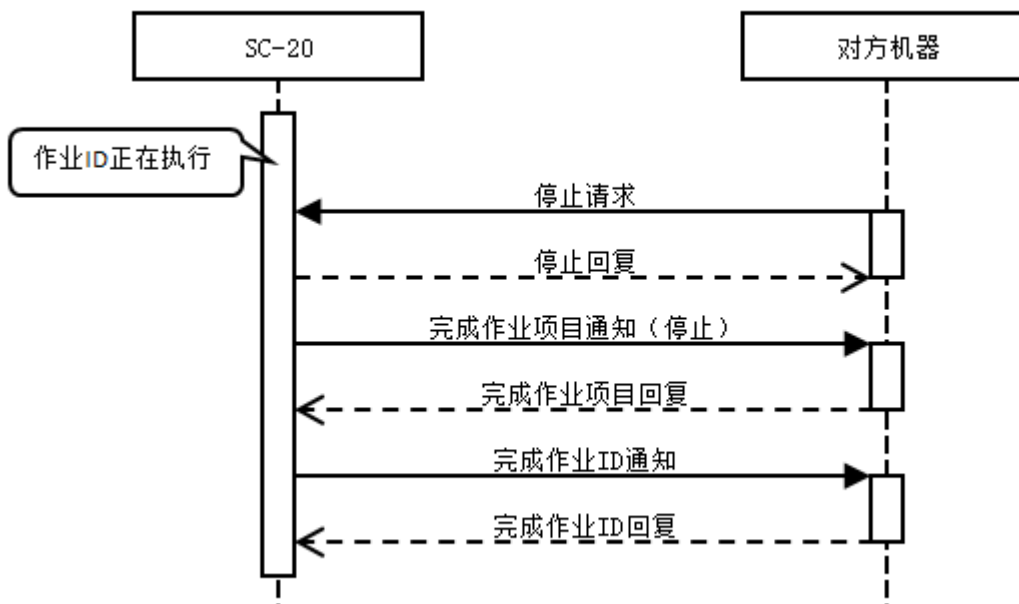 SC-20
对方机器
作业ID正在执行
停止请求
停止回复
完成作业项目通知（停止）
完成作业项目回复
完成作业ID通知
完成作业ID回复